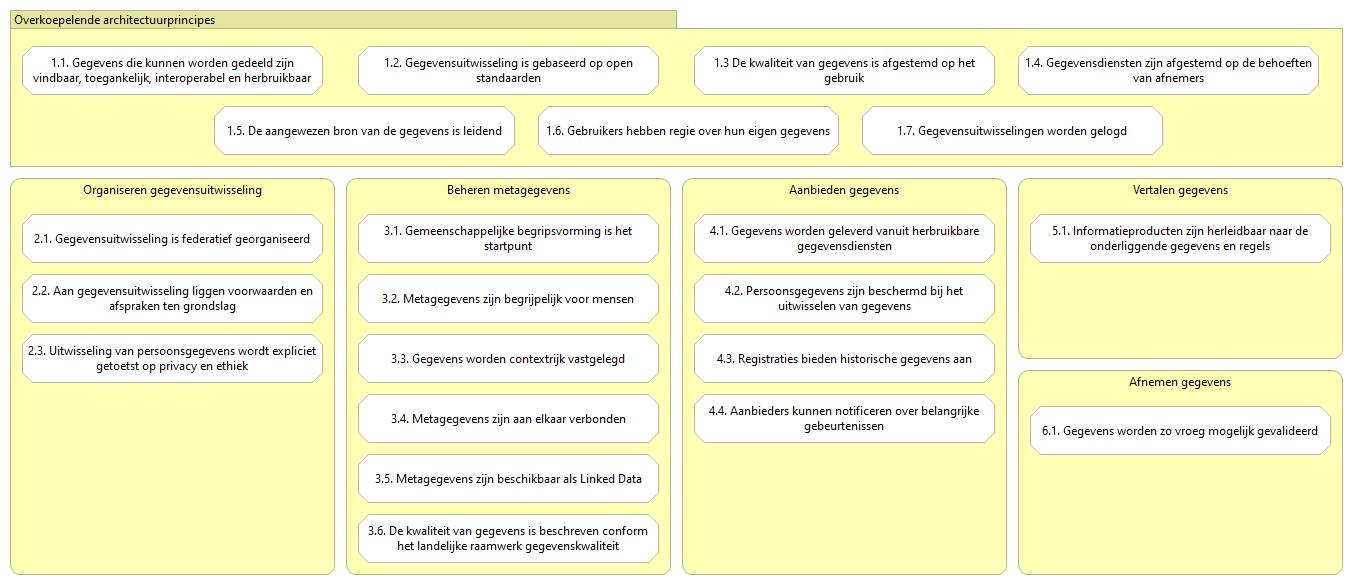 Overkoepelende architectuurprincipes
1.1. Gegevens die kunnen worden gedeeld zijn
vindbaar, toegankelijk, interoperabel en herbruikbaar
1.2. Gegevensuitwisseling is gebaseerd op open
standaarden
1.3 De kwaliteit van gegevens is afgestemd op het
gebruik
1.4. Gegevensdiensten zijn afgestemd op de behoeften
van afnemers
1.5. De aangewezen bron van de gegevens is leidend
1.6. Gebruikers hebben regie over hun eigen gegevens
1.7. Gegevensuitwisselingen worden gelogd
Organiseren gegevensuitwisseling
2.1. Gegevensuitwisseling is federatief georganiseerd
2.2. Aan gegevensuitwisseling liggen voorwaarden en
afspraken ten grondslag
2.3. Uitwisseling van persoonsgegevens wordt expliciet
getoetst op privacy en ethiek
Beheren metagegevens
3.1. Gemeenschappelijke begripsvorming is het
startpunt
3.2. Metagegevens zijn begrijpelijk voor mensen
3.3. Gegevens worden contextrijk vastgelegd
3.4. Metagegevens zijn aan elkaar verbonden
3.5. Metagegevens zijn beschikbaar als Linked Data
3.6. De kwaliteit van gegevens is beschreven conform
het landelijke raamwerk gegevenskwaliteit
Aanbieden gegevens
4.1. Gegevens worden geleverd vanuit herbruikbare
gegevensdiensten
4.2. Persoonsgegevens zijn beschermd bij het
uitwisselen van gegevens
4.3. Registraties bieden historische gegevens aan
4.4. Aanbieders kunnen notificeren over belangrijke
gebeurtenissen
Vertalen gegevens
5.1. Informatieproducten zijn herleidbaar naar de
onderliggende gegevens en regels
Afnemen gegevens
6.1. Gegevens worden zo vroeg mogelijk gevalideerd